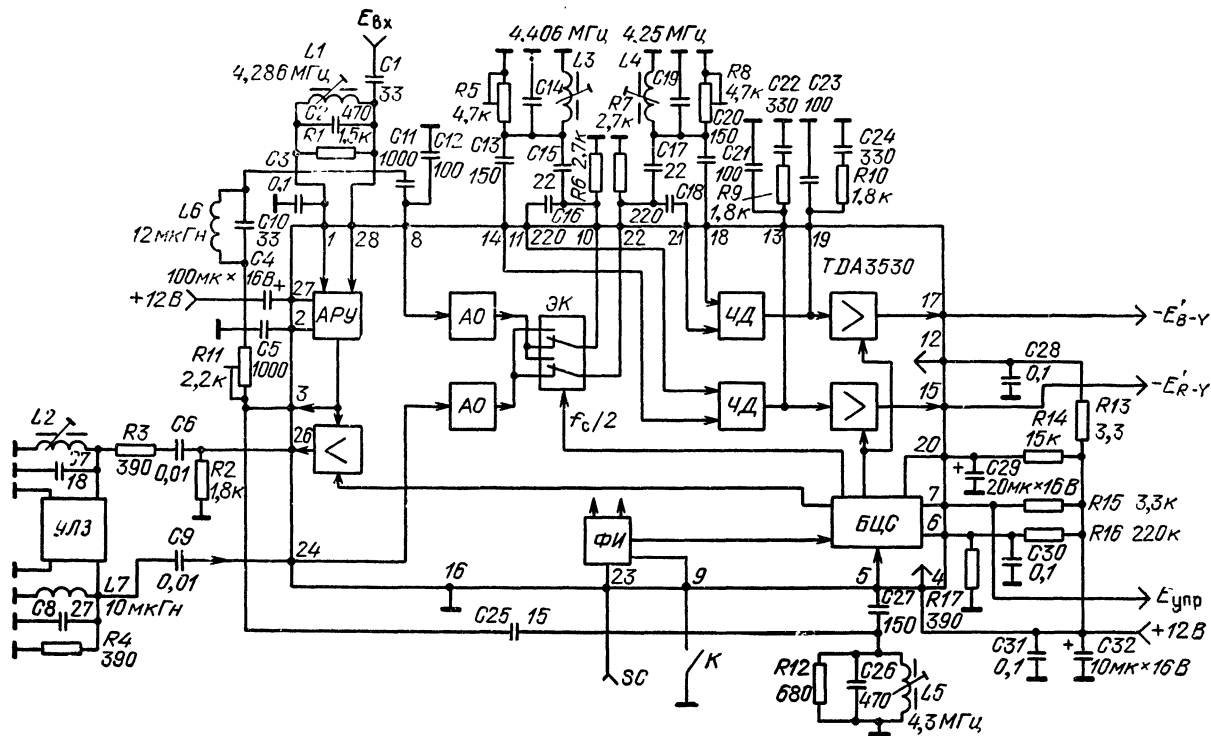 Eвх
4,406 МГц
4,25 МГц
L1
4,286 МГц
C1
33
C2
470
R1
1,5к
C3
0,1
C11
1000
C12
100
R5
4,7к
C14
L3
L4
C19
R8
4,7к
C22
330
C23
100
R7
2,7к
C13
150
C15
22
R6
2,7к
C17
22
C20
150
C21
100
C24
330
R9
1,8к
R10
1,8к
L6
12мкГн
C10
33
C16
220
C18
220
1
28
8
14
11
10
22
21
18
13
19
C4
100мк × 16В
+
+12В
27
2
АРУ
C5
1000
R11
2,2к
3
26
<
АО
АО
ЭК
fc/2
TDA3530
ЧД
ЧД
>
>
17
-E'B-Y
12
C28
0,1
15
-E'R-Y
R13
3,3
R14
15к
20
+
C29
20мк×16В
7
R15 3,3к
6
R16 220к
C30
0,1
L2
C7
18
R3
390
C6
0,01
R2
1,8к
УЛЗ
C9
0,01
24
L7
10мкГн
C8
27
R4
390
ФИ
БЦС
16
23
9
5
4
R17
390
Eупр
+12В
C25
15
C27
150
SC
К
R12
680
C26
470
L5
4,3МГц
C31
0,1
+
C32
10мк×16В